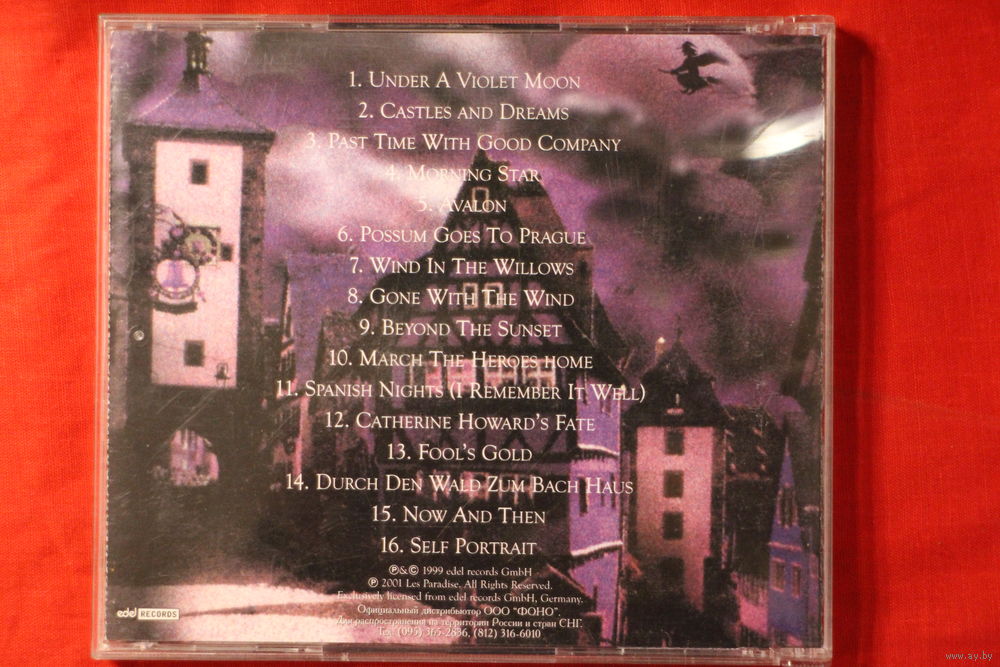 1. Under A Violet Moon
2. Castles and Dreams
3. Past Time With Good Company
4. Morning Star
5. Avalon
6. Possum Goes To Prague
7. Wind In The Willows
8. Gone With The Wind
9. Beyond The Sunset
10. March The Heroes home
11. Spanish Nights (I Remember It Well)
12. Catherine Howard's Fate
13. Fool's Gold
14. Durch Den Wald Zum Bach Haus
15. Now And Then
16. Self Portrait
℗&© 1999 edel records GmbH
℗ 2001 Les Paradise. All Rights Reserved.
Exclusively licensed from edel records GmbH, Germany.
Официальный дистрибьютор ООО "ФОНО".
Для распространения на территории России и стран СНГ.
Тел. (095) 365-2836, (812) 316-6010
edel RECORDS
www.ay.by